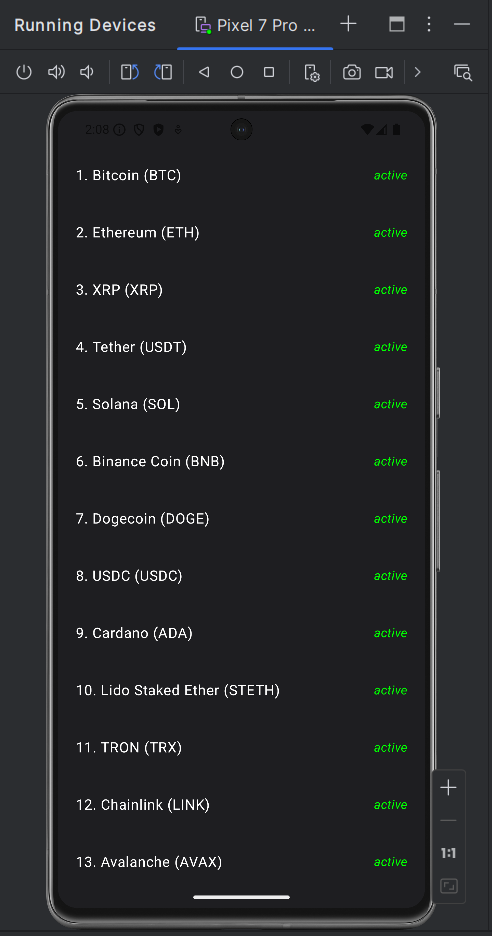 Running Devices
Pixel 7 Pro ...
2:08
1. Bitcoin (BTC) active
2. Ethereum (ETH) active
3. XRP (XRP) active
4. Tether (USDT) active
5. Solana (SOL) active
6. Binance Coin (BNB) active
7. Dogecoin (DOGE) active
8. USDC (USDC) active
9. Cardano (ADA) active
10. Lido Staked Ether (STETH) active
11. TRON (TRX) active
12. Chainlink (LINK) active
13. Avalanche (AVAX) active
1:1